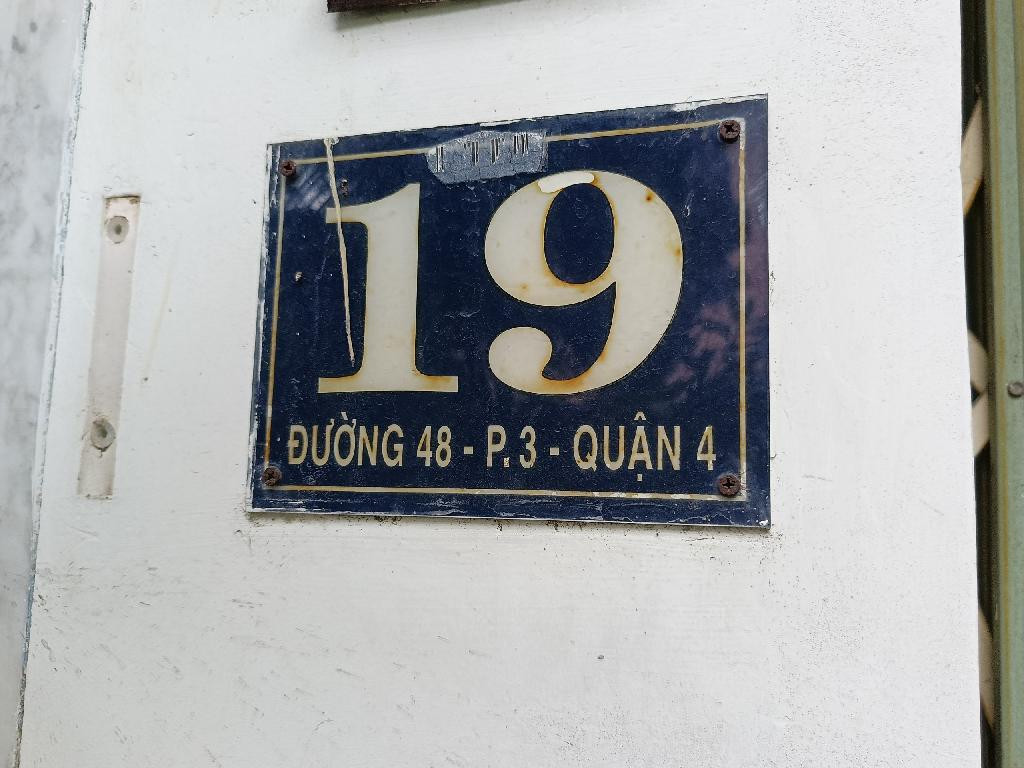 19
ĐƯỜNG 48 - P. 3 - QUẬN 4